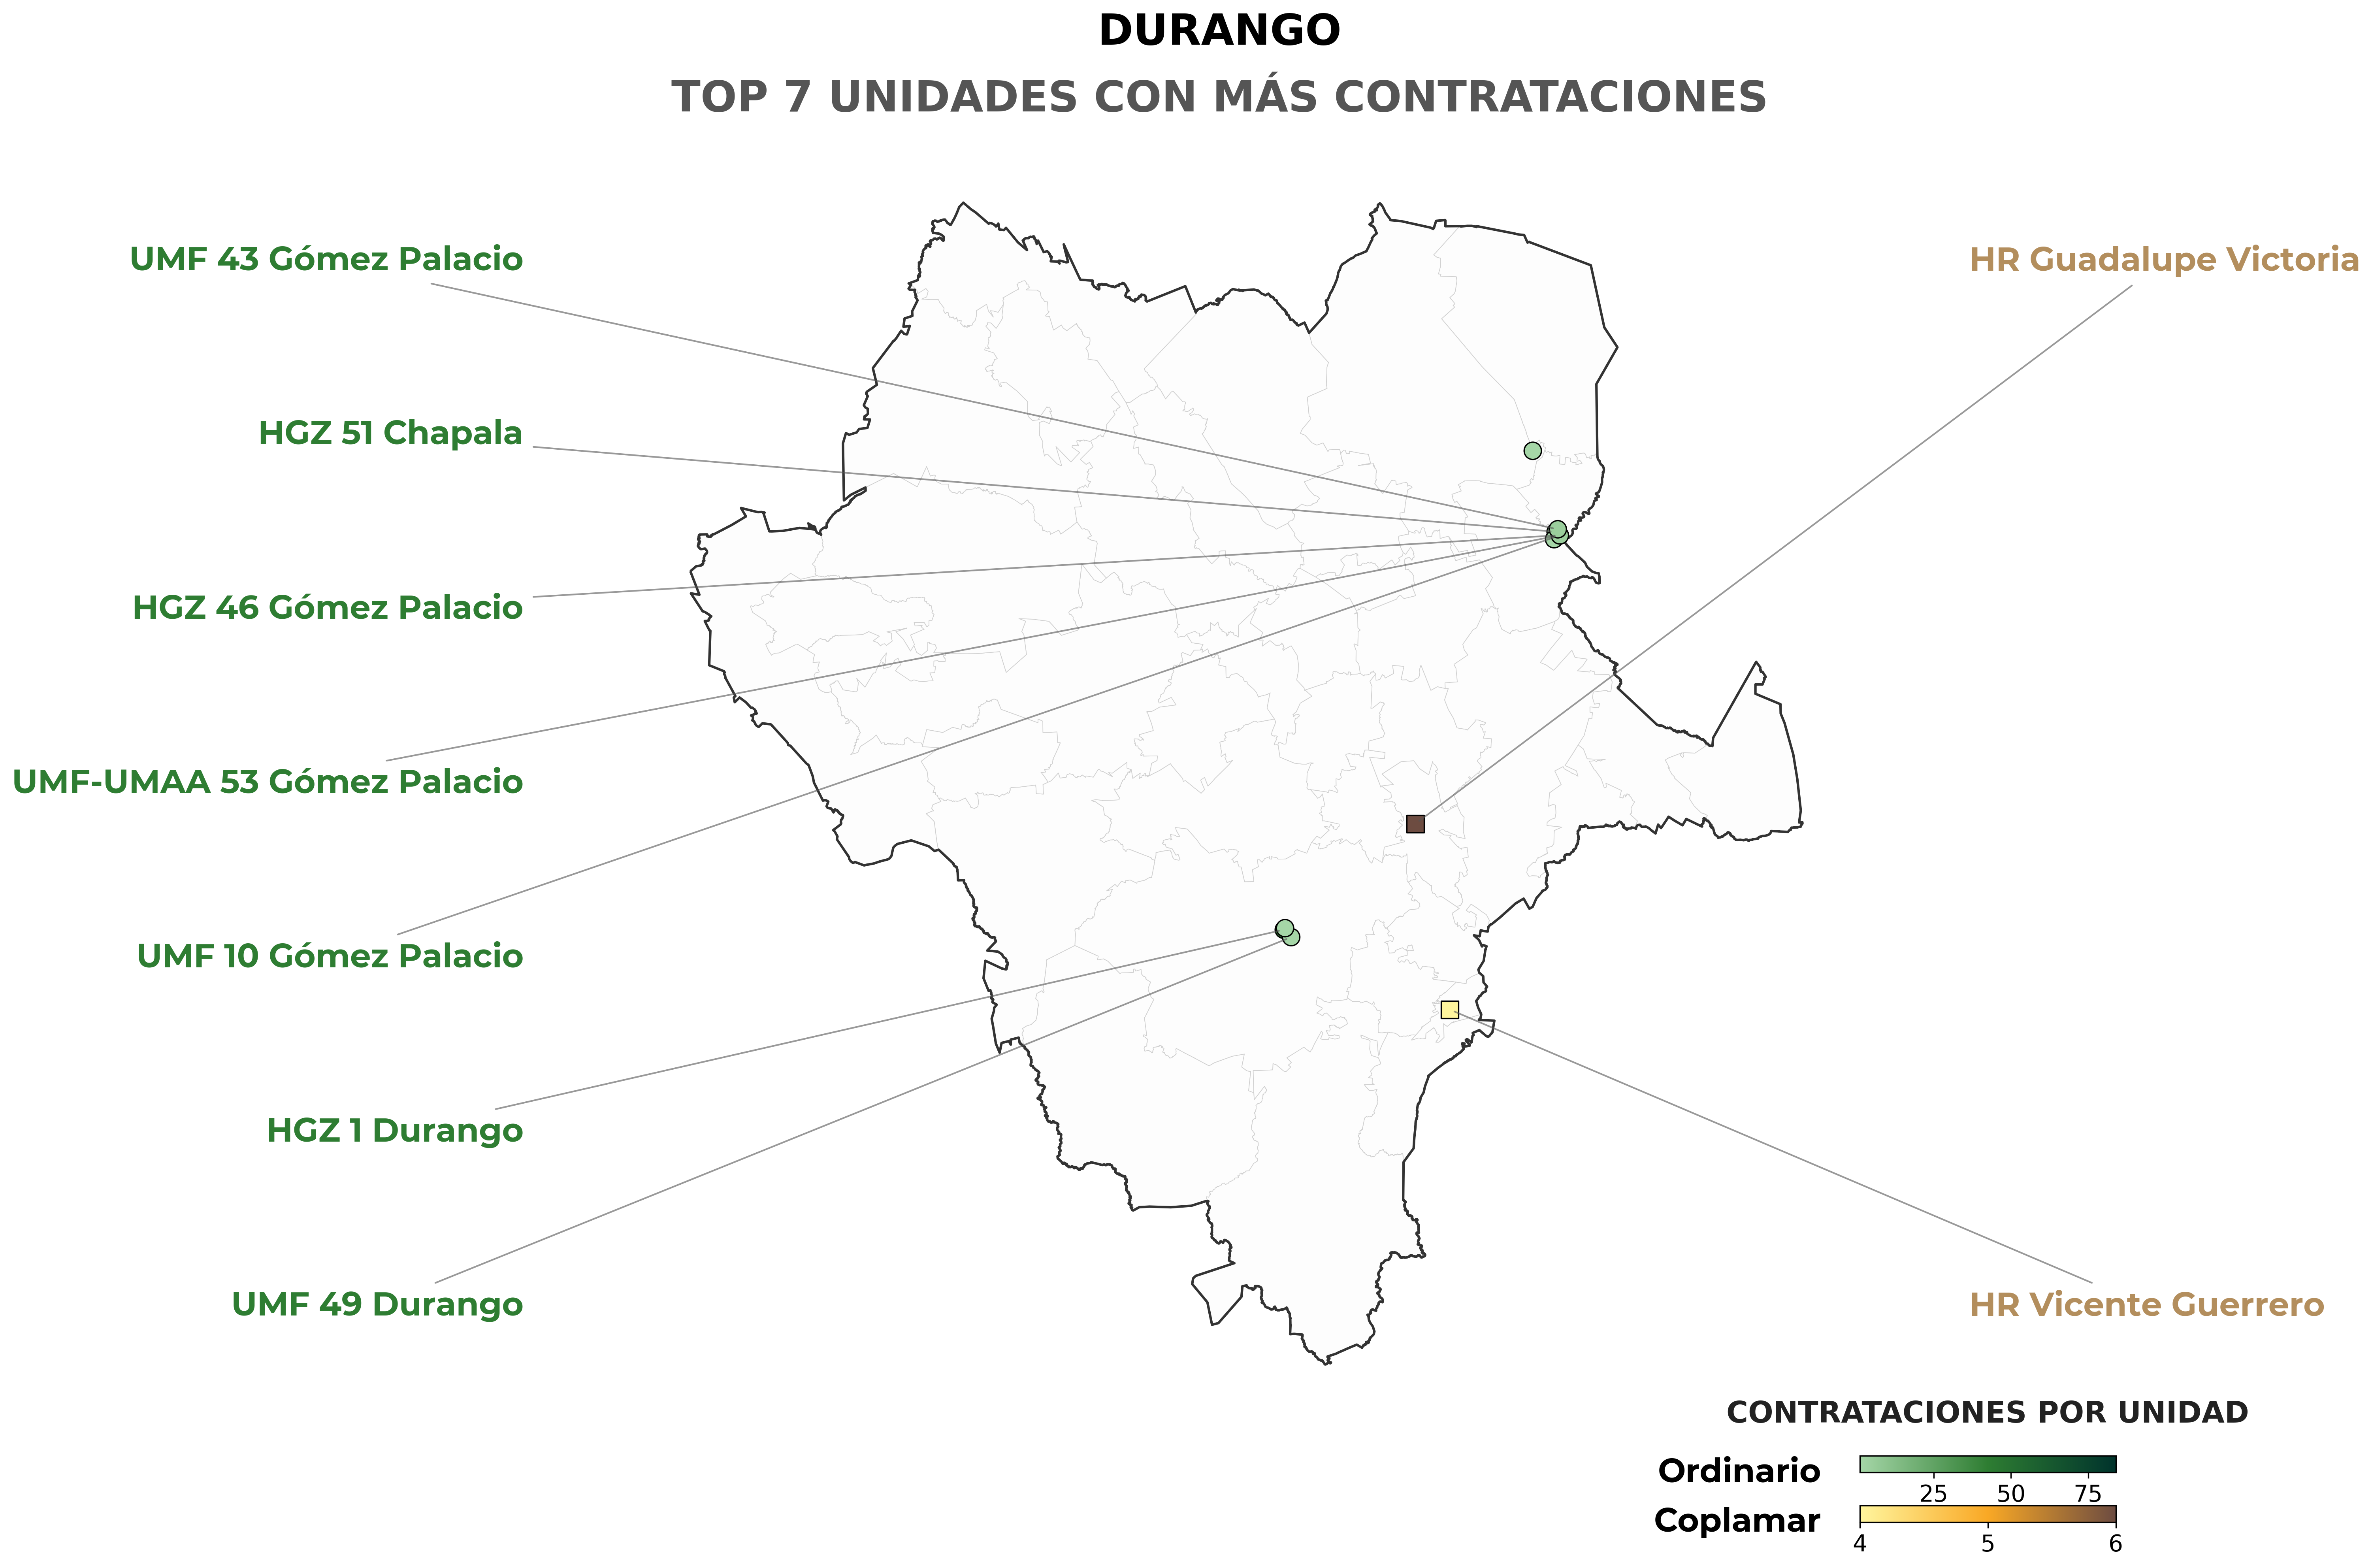 DURANGO
TOP 7 UNIDADES CON MÁS CONTRATACIONES
UMF 43 Gómez Palacio
HR Guadalupe Victoria
HGZ 51 Chapala
HGZ 46 Gómez Palacio
UMF-UMAA 53 Gómez Palacio
UMF 10 Gómez Palacio
HGZ 1 Durango
UMF 49 Durango
HR Vicente Guerrero
CONTRATACIONES POR UNIDAD
Ordinario
25 50 75
Coplamar
4 5 6